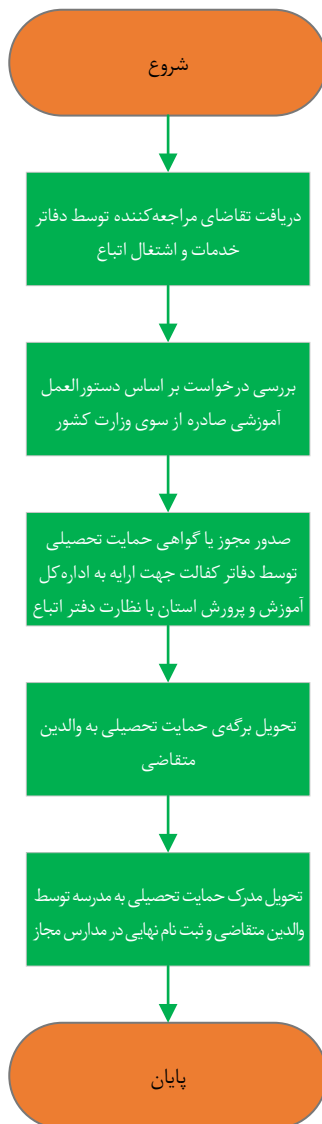 شروع
دریافت تقاضای مراجعه‌کننده توسط دفاتر
خدمات و اشتغال اتباع
بررسی درخواست بر اساس دستورالعمل
آموزشی صادره از سوی وزارت کشور
صدور مجوز یا گواهی حمایت تحصیلی
توسط دفاتر کفالت جهت ارایه به اداره‌کل
آموزش و پرورش استان با نظارت دفتر اتباع
تحویل برگه‌ی حمایت تحصیلی به والدین
متقاضی
تحویل مدرک حمایت تحصیلی به مدرسه توسط
والدین متقاضی و ثبت نام نهایی در مدارس مجاز
پایان